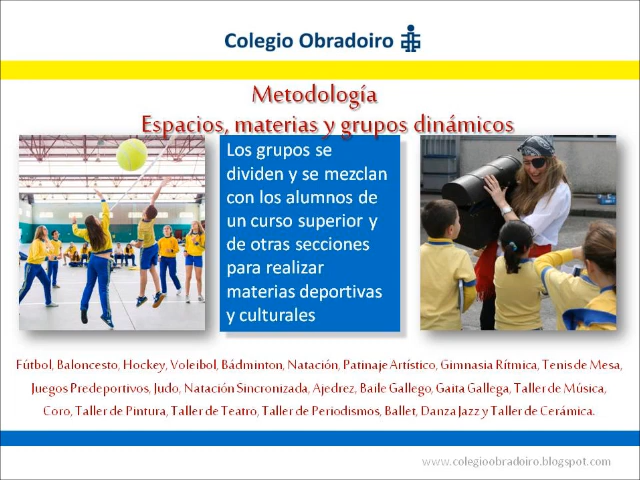 Colegio Obradoiro
Metodología
Espacios, materias y grupos dinámicos
Los grupos se
dividen y se mezclan
con los alumnos de
un curso superior y
de otras secciones
para realizar
materias deportivas
y culturales
Fútbol, Baloncesto, Hockey, Voleibol, Bádminton, Natación, Patinaje Artístico, Gimnasia Rítmica, Tenis de Mesa,
Juegos Predeportivos, Judo, Natación Sincronizada, Ajedrez, Baile Gallego, Gaita Gallega, Taller de Música,
Coro, Taller de Pintura, Taller de Teatro, Taller de Periodismos, Ballet, Danza Jazz y Taller de Cerámica.
www.colegioobradoiro.blogspot.com